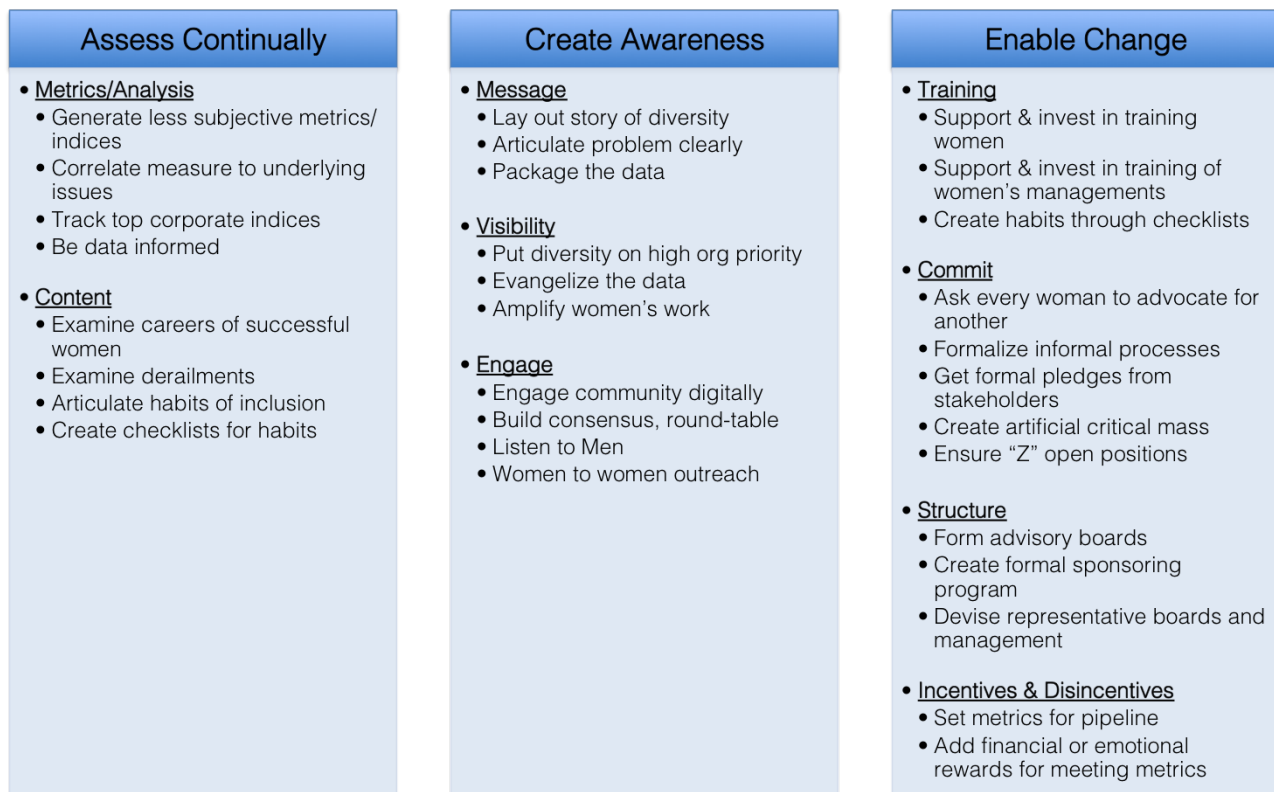 Assess Continually
• Metrics/Analysis
• Generate less subjective metrics/
indices
• Correlate measure to underlying
issues
• Track top corporate indices
• Be data informed
• Content
• Examine careers of successful
women
• Examine derailments
• Articulate habits of inclusion
• Create checklists for habits
Create Awareness
• Message
• Lay out story of diversity
• Articulate problem clearly
• Package the data
• Visibility
• Put diversity on high org priority
• Evangelize the data
• Amplify women’s work
• Engage
• Engage community digitally
• Build consensus, round-table
• Listen to Men
• Women to women outreach
Enable Change
• Training
• Support & invest in training
women
• Support & invest in training of
women’s managements
• Create habits through checklists
• Commit
• Ask every woman to advocate for
another
• Formalize informal processes
• Get formal pledges from
stakeholders
• Create artificial critical mass
• Ensure “Z” open positions
• Structure
• Form advisory boards
• Create formal sponsoring
program
• Devise representative boards and
management
• Incentives & Disincentives
• Set metrics for pipeline
• Add financial or emotional
rewards for meeting metrics